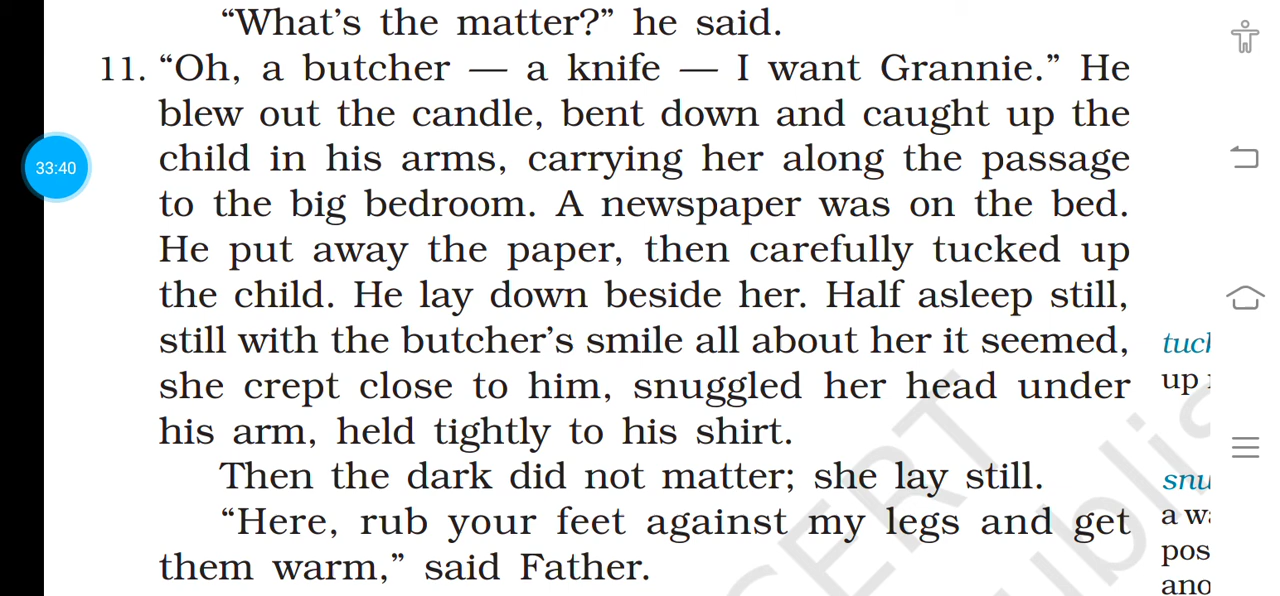 “What’s the matter?” he said.
11. “Oh, a butcher — a knife — I want Grannie.” He
blew out the candle, bent down and caught up the
child in his arms, carrying her along the passage
to the big bedroom. A newspaper was on the bed.
He put away the paper, then carefully tucked up
the child. He lay down beside her. Half asleep still,
still with the butcher’s smile all about her it seemed,
she crept close to him, snuggled her head under
his arm, held tightly to his shirt.
Then the dark did not matter; she lay still.
“Here, rub your feet against my legs and get
them warm,” said Father.
33:40
up
a
NCERT